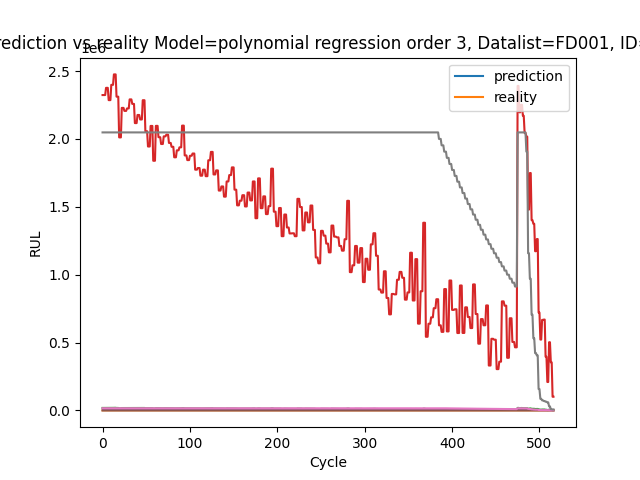 rediction vs reality Model=polynomial regression order 3, Datalist=FD001, ID=
1e6
2.5
2.0
1.5
1.0
0.5
0.0
RUL
prediction
reality
0 100 200 300 400 500
Cycle